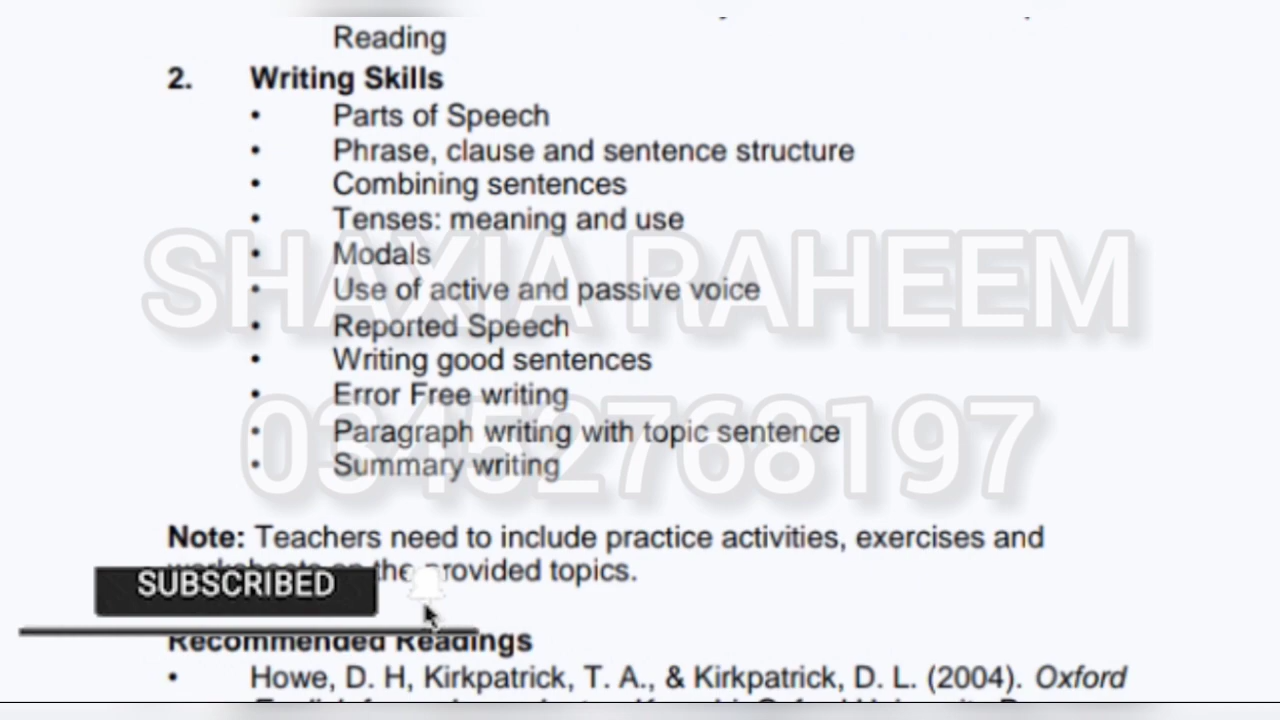 Reading
2. Writing Skills
• Parts of Speech
• Phrase, clause and sentence structure
• Combining sentences
• Tenses: meaning and use
• Modals
• Use of active and passive voice
• Reported Speech
• Writing good sentences
• Error Free writing
• Paragraph writing with topic sentence
• Summary writing
SHAXIA RAHEEM
03452768197
Note: Teachers need to include practice activities, exercises and
the provided topics.
SUBSCRIBED
Recommended Readings
• Howe, D. H, Kirkpatrick, T. A., & Kirkpatrick, D. L. (2004). Oxford